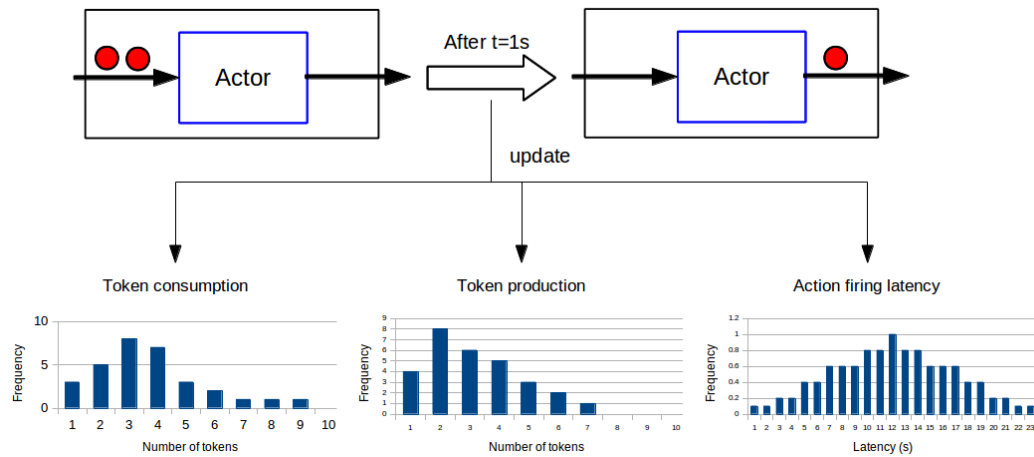 After t=1s
Actor
Actor
update
Token consumption
Token production
Action firing latency
10
5
0
Frequency
1 2 3 4 5 6 7 8 9 10
Number of tokens
9
8
7
6
5
4
3
2
1
0
Frequency
1 2 3 4 5 6 7 8 9 10
Number of tokens
1.2
1
0.8
0.6
0.4
0.2
0
Frequency
1 2 3 4 5 6 7 8 9 10 11 12 13 14 15 16 17 18 19 20 21 22 23
Latency (s)